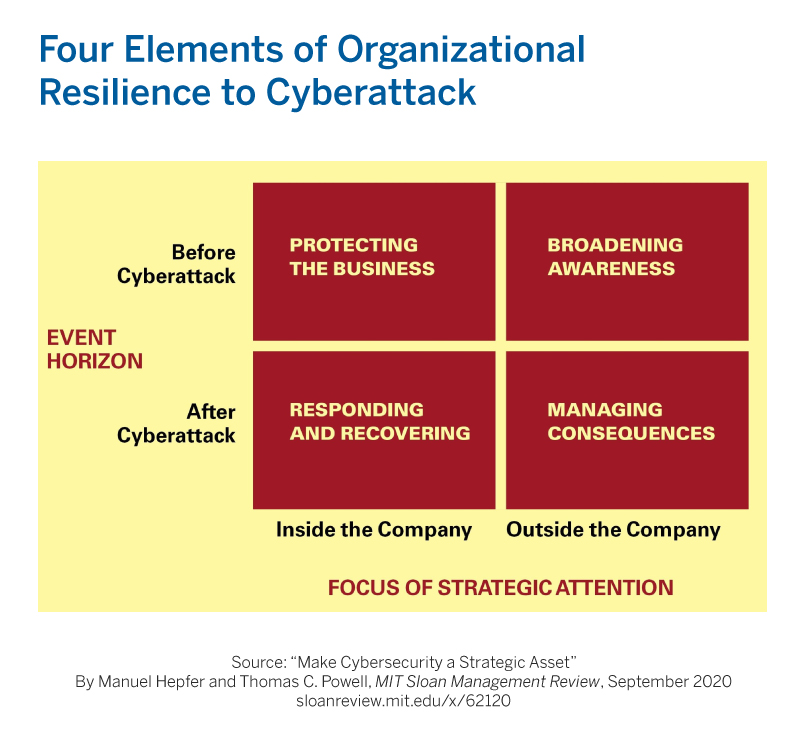 Four Elements of Organizational
Resilience to Cyberattack
Before
Cyberattack
PROTECTING
THE BUSINESS
BROADENING
AWARENESS
EVENT
HORIZON
After
Cyberattack
RESPONDING
AND RECOVERING
MANAGING
CONSEQUENCES
Inside the Company
Outside the Company
FOCUS OF STRATEGIC ATTENTION
Source: “Make Cybersecurity a Strategic Asset”
By Manuel Hepfer and Thomas C. Powell, MIT Sloan Management Review, September 2020
sloanreview.mit.edu/x/62120